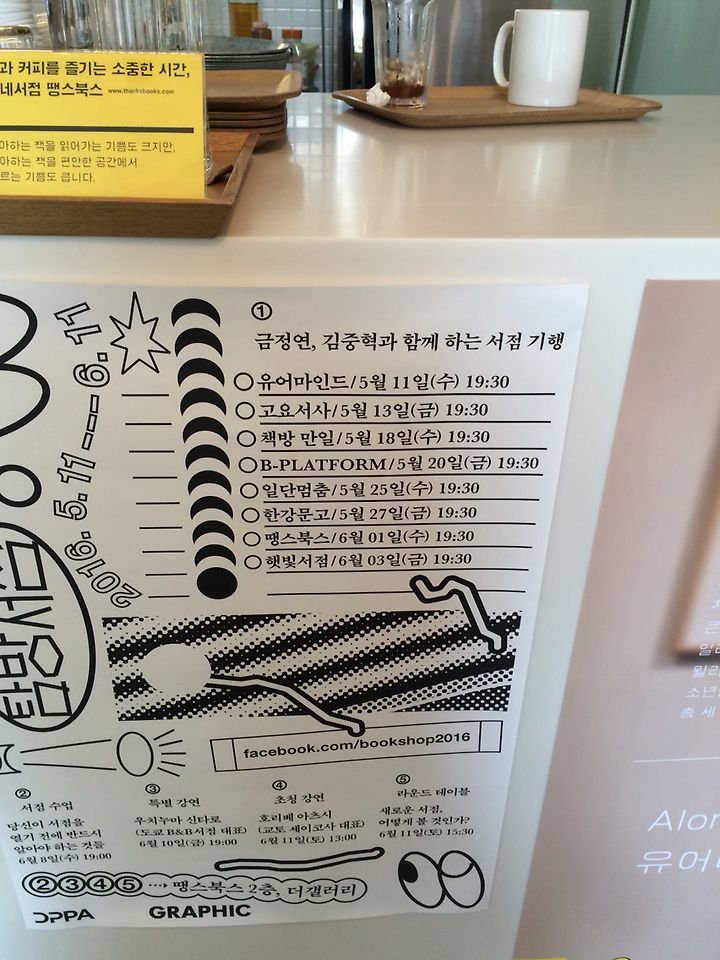 과 커피를 즐기는 소중한 시간,
네서점 땡스북스 www.thanksbooks.com
아하는 책을 읽어가는 기쁨도 크지만,
아하는 책을 편안한 공간에서
르는 기쁨도 큽니다.
2016. 5. 11 --- 6. 11
탐방서점
①
금정연, 김중혁과 함께 하는 서점 기행
유어마인드/5월 11일(수) 19:30
고요서사/5월 13일(금) 19:30
책방 만일/5월 18일(수) 19:30
B-PLATFORM/5월 20일(금) 19:30
일단멈춤/5월 25일(수) 19:30
한강문고/5월 27일(금) 19:30
땡스북스/6월 01일(수) 19:30
햇빛서점/6월 03일(금) 19:30
facebook.com/bookshop2016
②
서점 수업
당신이 서점을
열기 전에 반드시
알아야 하는 것들
6월 8일(수) 19:00
③
특별 강연
우치누마 신타로
(도쿄 B&B서점 대표)
6월 10일(금) 19:00
④
초청 강연
호리베 아츠시
(교토 세이코사 대표)
6월 11일(토) 13:00
⑤
라운드 테이블
새로운 서점,
어떻게 볼 것인가?
6월 11일(토) 15:30
②③④⑤ ···→ 땡스북스 2층, 더갤러리
OPPA GRAPHIC
소년
총 세
Alon
유어